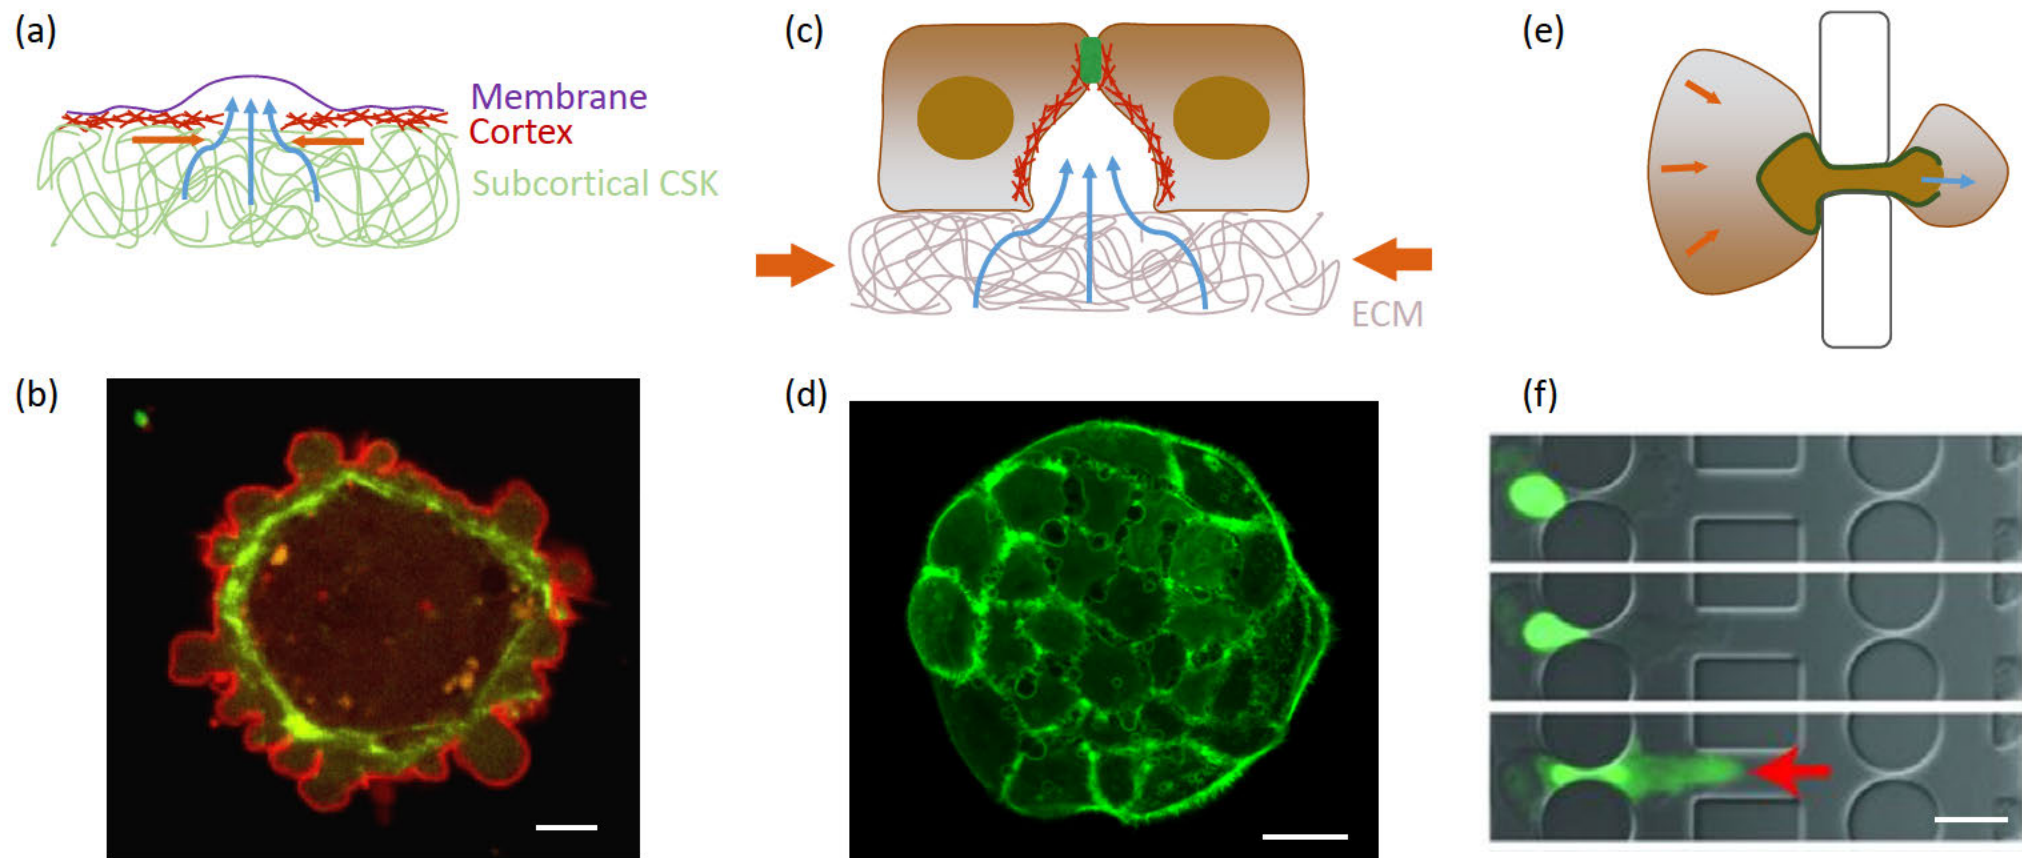 (a)
Membrane
Cortex
Subcortical CSK
(c)
ECM
(e)
(b)
(d)
(f)